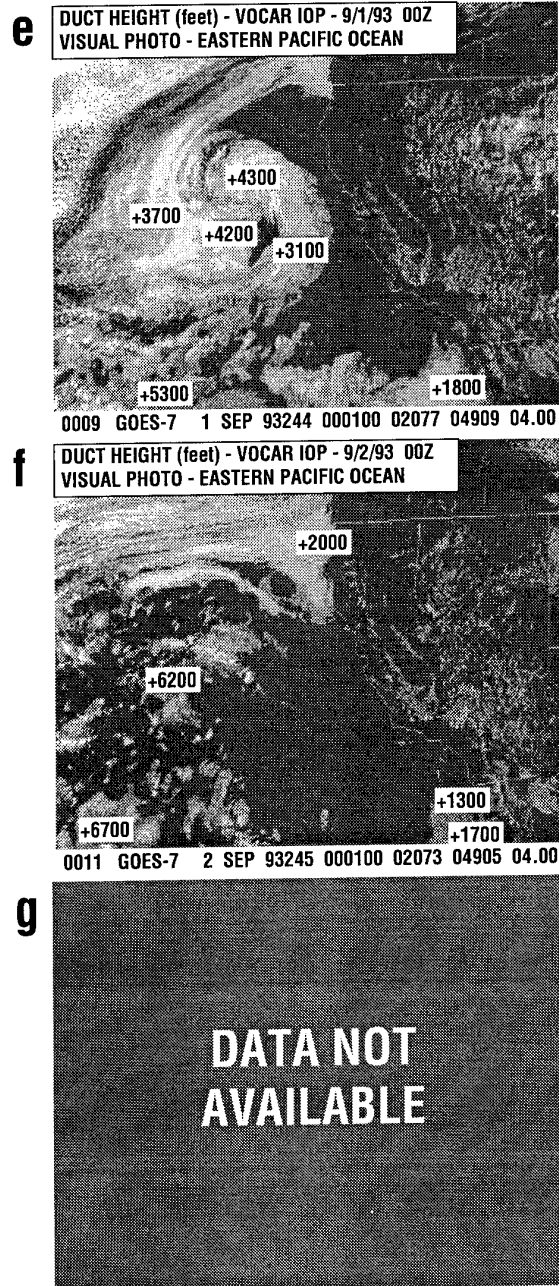 e
DUCT HEIGHT (feet) - VOCAR IOP - 9/1/93 00Z
VISUAL PHOTO - EASTERN PACIFIC OCEAN
+4300
+3700
+4200
+3100
+5300
+1800
0009 GOES-7 1 SEP 93244 000100 02077 04909 04.00
f
DUCT HEIGHT (feet) - VOCAR IOP - 9/2/93 00Z
VISUAL PHOTO - EASTERN PACIFIC OCEAN
+2000
+6200
+1300
+6700
+1700
0011 GOES-7 2 SEP 93245 000100 02073 04905 04.00
g
DATA NOT
AVAILABLE